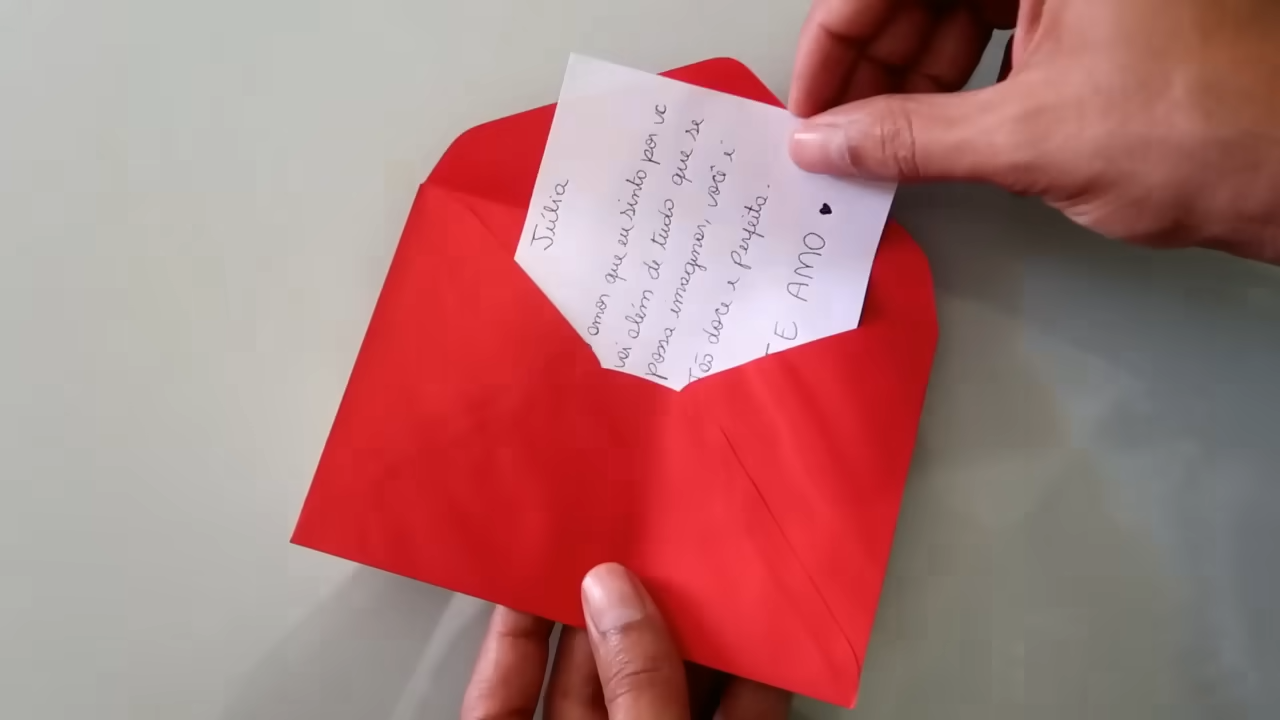 Júlia
amor que eu sinto por vc
vai além de tudo que se
possa imaginar, você é
Tão doce e perfeita.
TE AMO